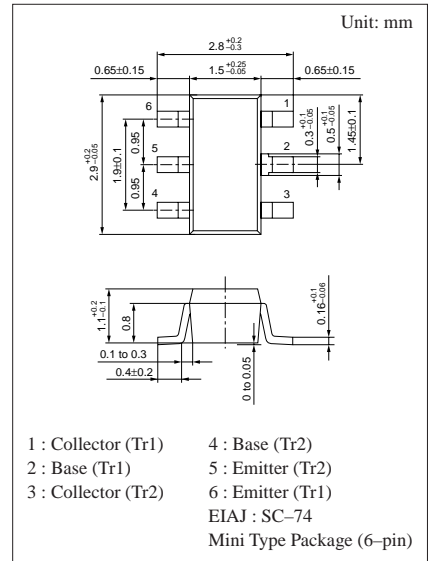 Unit: mm
2.8 +0.2 −0.3
0.65±0.15 1.5 +0.25 −0.05 0.65±0.15
6 1
5 2
4 3
2.9 +0.2 −0.05
1.9±0.1
0.95
0.95
0.3 +0.1 −0.05
0.5 +0.1 −0.05
1.45±0.1
1.1 +0.2 −0.1
0.8
0.16 +0.1 −0.06
0.1 to 0.3
0.4±0.2
0 to 0.05
1 : Collector (Tr1) 4 : Base (Tr2)
2 : Base (Tr1) 5 : Emitter (Tr2)
3 : Collector (Tr2) 6 : Emitter (Tr1)
EIAJ : SC–74
Mini Type Package (6–pin)